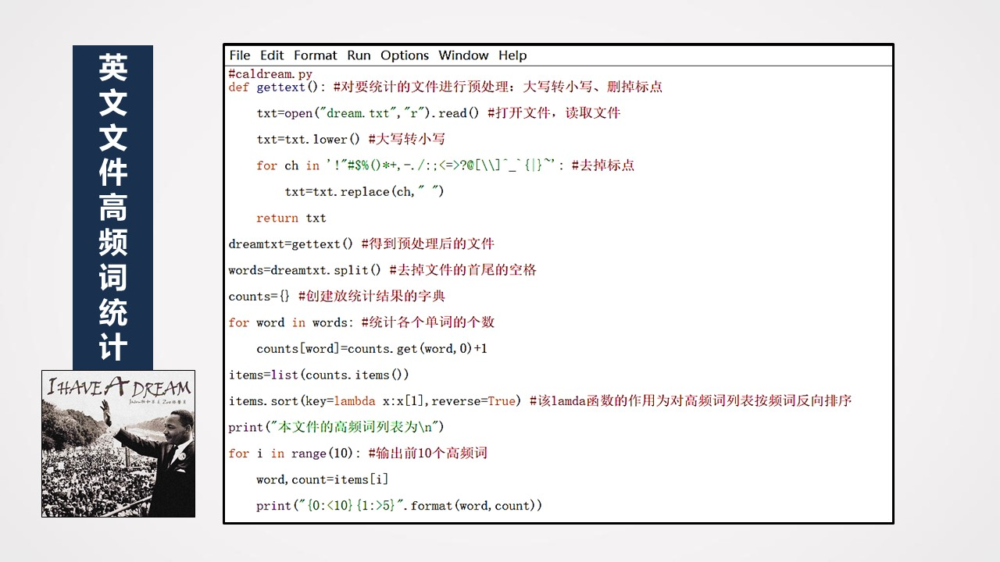 英文文件高频词统计
I HAVE A DREAM
File Edit Format Run Options Window Help
#caldream.py
def gettext(): #对要统计的文件进行预处理：大写转小写、删掉标点
txt=open("dream.txt","r").read() #打开文件，读取文件
txt=txt.lower() #大写转小写
for ch in '!"#$%()*+,-./:;<=>?@[\\]^_`{|}~': #去掉标点
txt=txt.replace(ch," ")
return txt
dreamtxt=gettext() #得到预处理后的文件
words=dreamtxt.split() #去掉文件的首尾的空格
counts={} #创建放统计结果的字典
for word in words: #统计各个单词的个数
counts[word]=counts.get(word,0)+1
items=list(counts.items())
items.sort(key=lambda x:x[1],reverse=True) #该lamda函数的作用为对高频词列表按频词反向排序
print("本文件的高频词列表为\n")
for i in range(10): #输出前10个高频词
word,count=items[i]
print("{0:<10}{1:>5}".format(word,count))